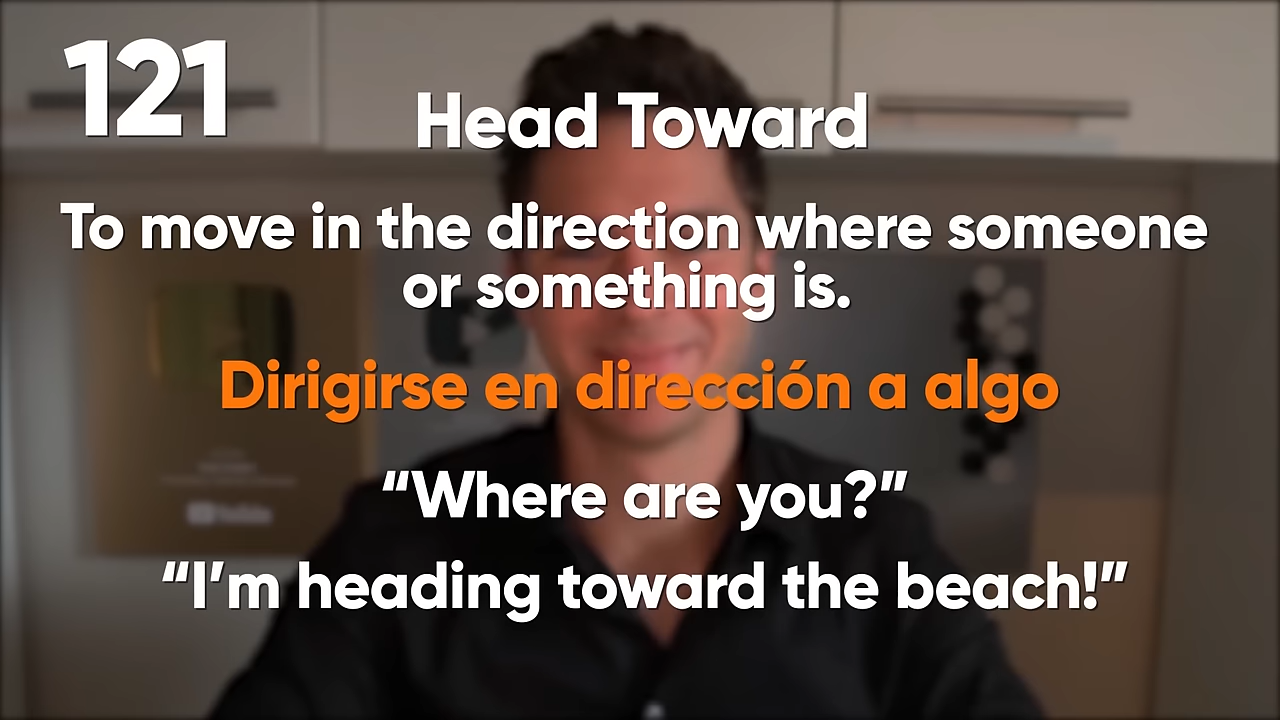 121
Head Toward
To move in the direction where someone
or something is.
Dirigirse en dirección a algo
“Where are you?”
“I’m heading toward the beach!”